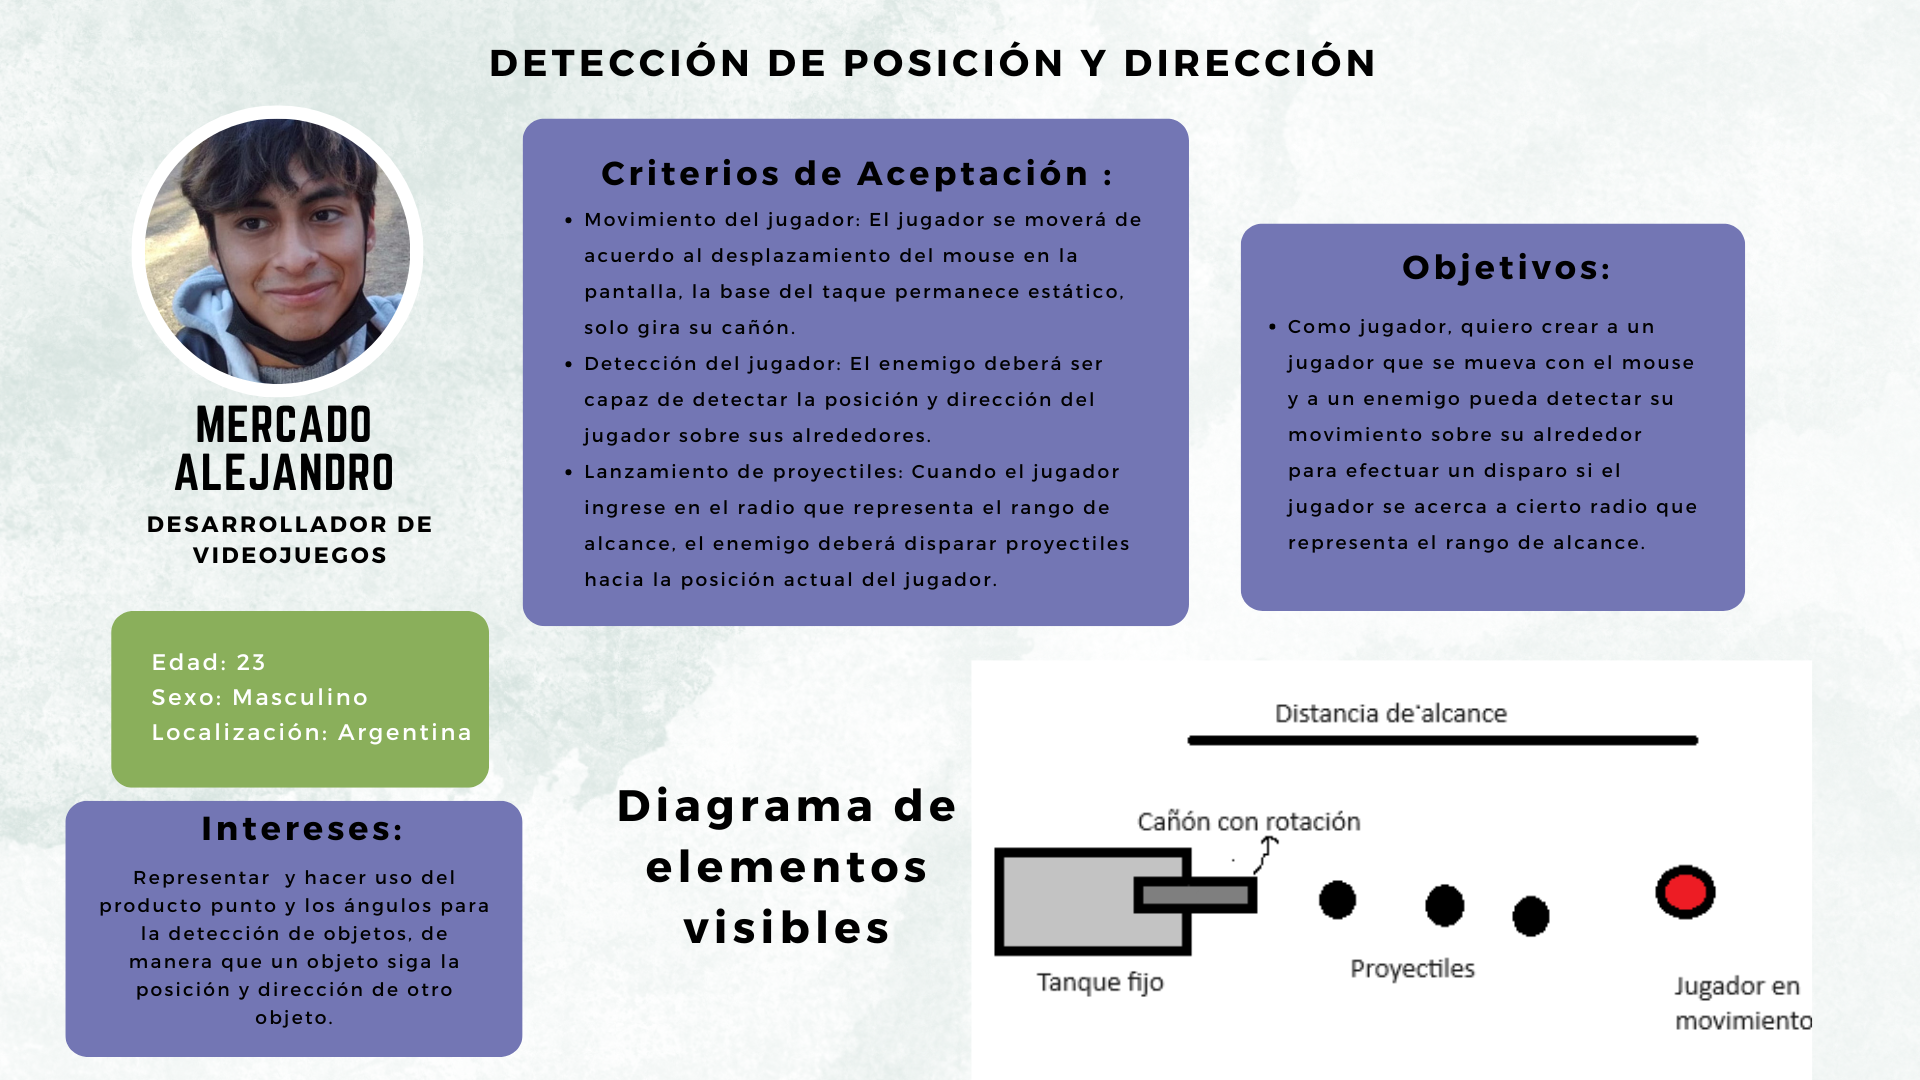 DETECCIÓN DE POSICIÓN Y DIRECCIÓN
MERCADO
ALEJANDRO
DESARROLLADOR DE
VIDEOJUEGOS
Edad: 23
Sexo: Masculino
Localización: Argentina
Intereses:
Representar y hacer uso del
producto punto y los ángulos para
la detección de objetos, de
manera que un objeto siga la
posición y dirección de otro
objeto.
Criterios de Aceptación :
• Movimiento del jugador: El jugador se moverá de
acuerdo al desplazamiento del mouse en la
pantalla, la base del taque permanece estático,
solo gira su cañón.
• Detección del jugador: El enemigo deberá ser
capaz de detectar la posición y dirección del
jugador sobre sus alrededores.
• Lanzamiento de proyectiles: Cuando el jugador
ingrese en el radio que representa el rango de
alcance, el enemigo deberá disparar proyectiles
hacia la posición actual del jugador.
Objetivos:
• Como jugador, quiero crear a un
jugador que se mueva con el mouse
y a un enemigo pueda detectar su
movimiento sobre su alrededor
para efectuar un disparo si el
jugador se acerca a cierto radio que
representa el rango de alcance.
Diagrama de
elementos
visibles
Distancia de alcance
Cañón con rotación
Tanque fijo
Proyectiles
Jugador en
movimiento